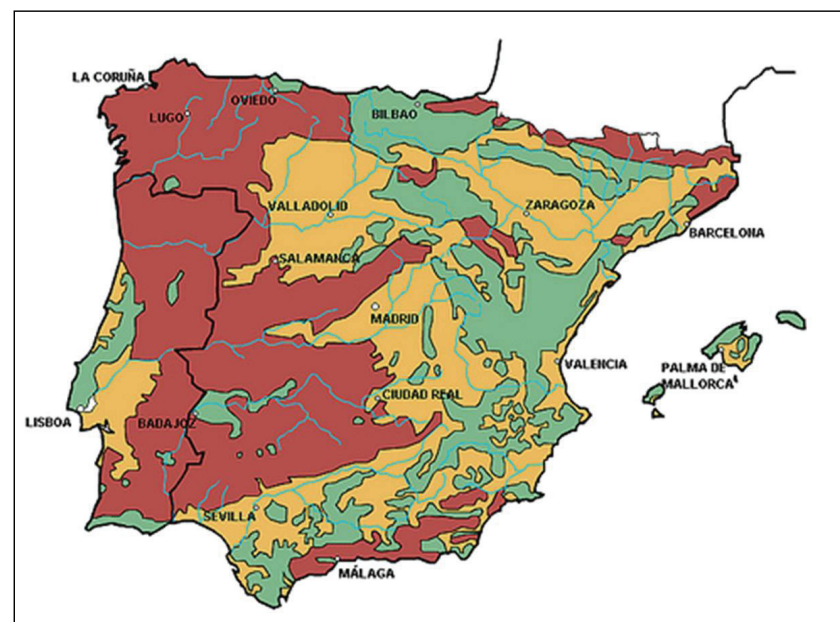 LA CORUÑA
OVIEDO
BILBAO
LUGO
VALLADOLID
ZARAGOZA
BARCELONA
SALAMANCA
MADRID
VALENCIA
PALMA DE
MALLORCA
CIUDAD REAL
LISBOA
BADAJOZ
SEVILLA
MÁLAGA